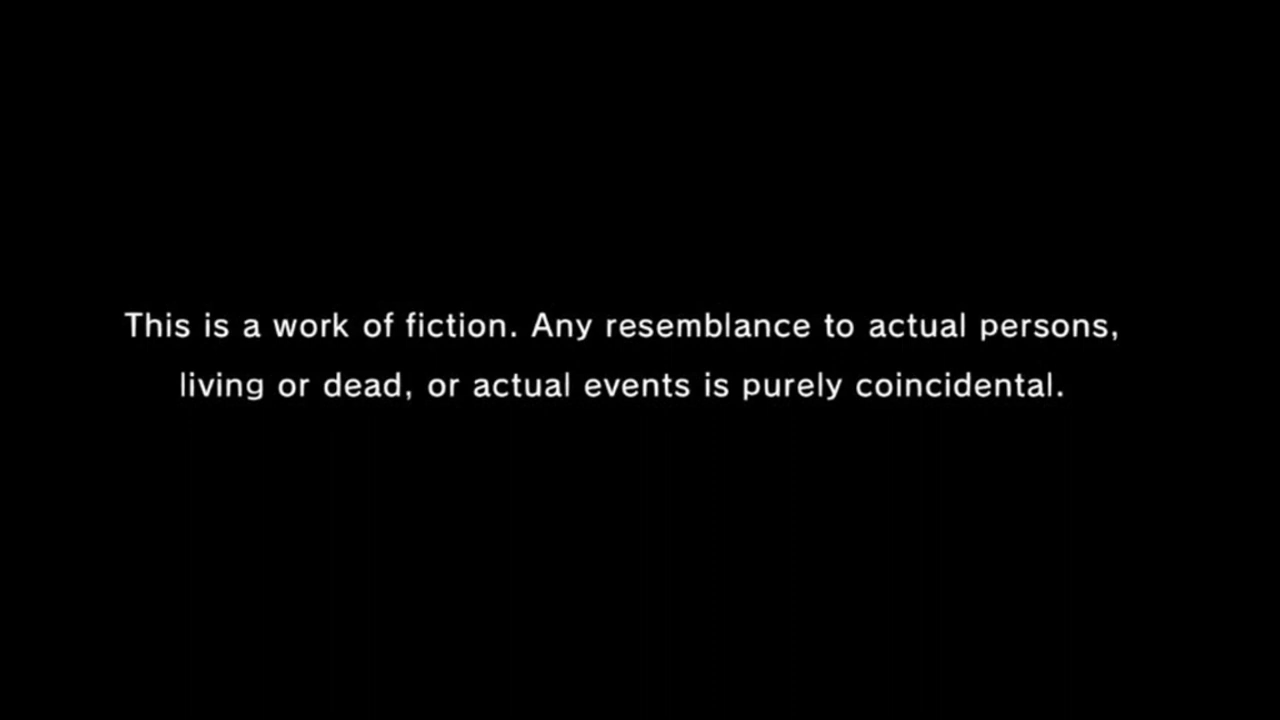 This is a work of fiction. Any resemblance to actual persons,
living or dead, or actual events is purely coincidental.